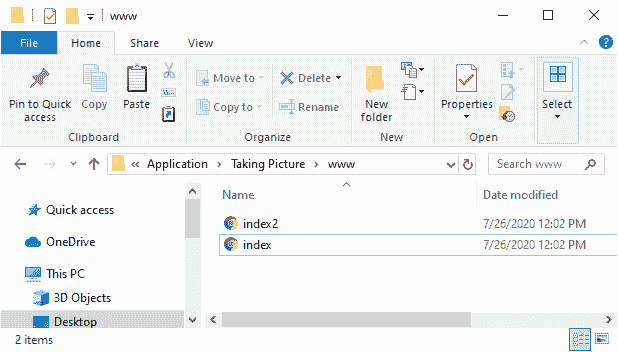 www
File Home Share View
Pin to Quick access
Copy
Paste
Clipboard
Move to
Copy to
Delete
Rename
Organize
New folder
New
Properties
Open
Select
« Application > Taking Picture > www
Search www
Quick access
OneDrive
This PC
3D Objects
Desktop
Name Date modified
index2 7/26/2020 12:02 PM
index 7/26/2020 12:02 PM
2 items